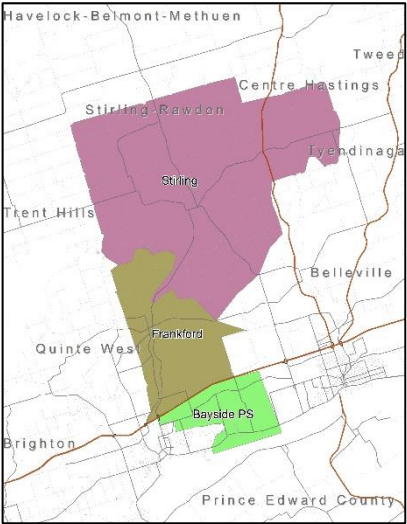 Havelock-Belmont-Methuen
Tweed
Centre Hastings
Stirling-Rawdon
Tyendinaga
Stirling
Trent Hills
Belleville
Frankford
Quinte West
Bayside PS
Brighton
Prince Edward County